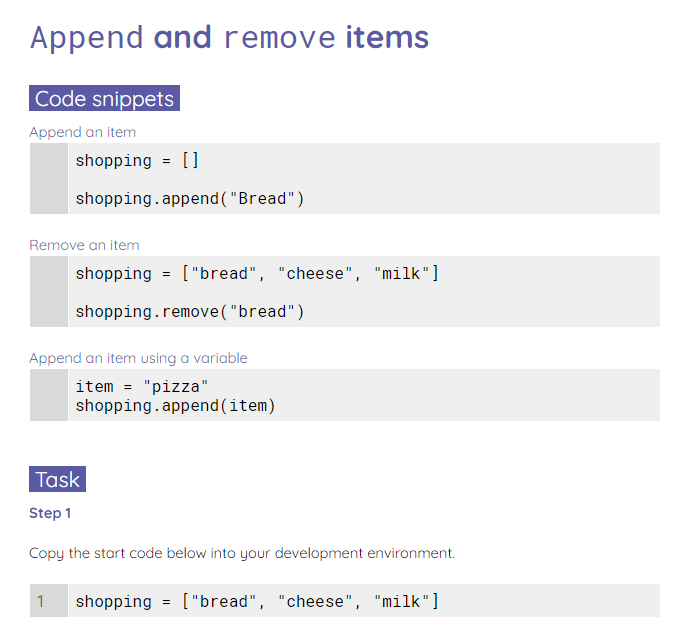 Append and remove items
Code snippets
Append an item
shopping = []
shopping.append("Bread")
Remove an item
shopping = ["bread", "cheese", "milk"]
shopping.remove("bread")
Append an item using a variable
item = "pizza"
shopping.append(item)
Task
Step 1
Copy the start code below into your development environment.
1 shopping = ["bread", "cheese", "milk"]